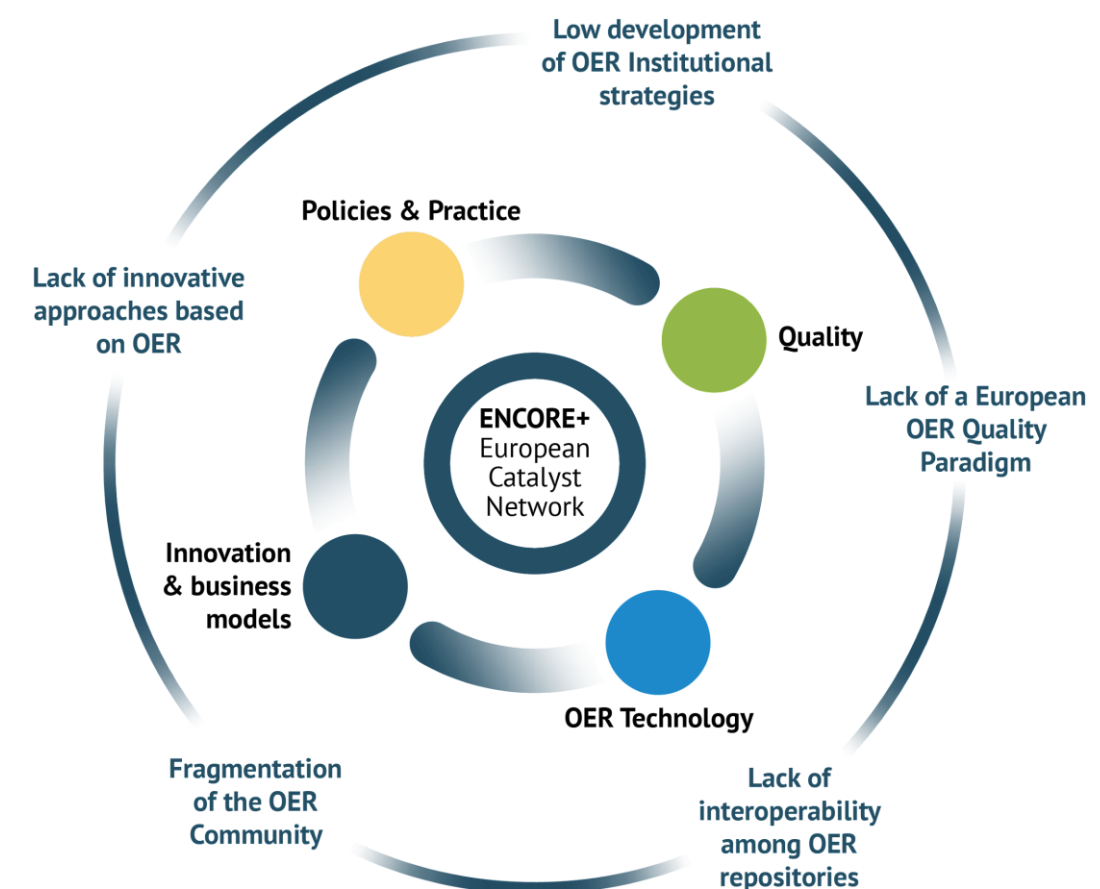 Low development
of OER Institutional
strategies
Policies & Practice
Lack of innovative
approaches based
on OER
Quality
Lack of a European
OER Quality
Paradigm
ENCORE+
European
Catalyst
Network
Innovation
& business
models
OER Technology
Fragmentation
of the OER
Community
Lack of
interoperability
among OER
repositories